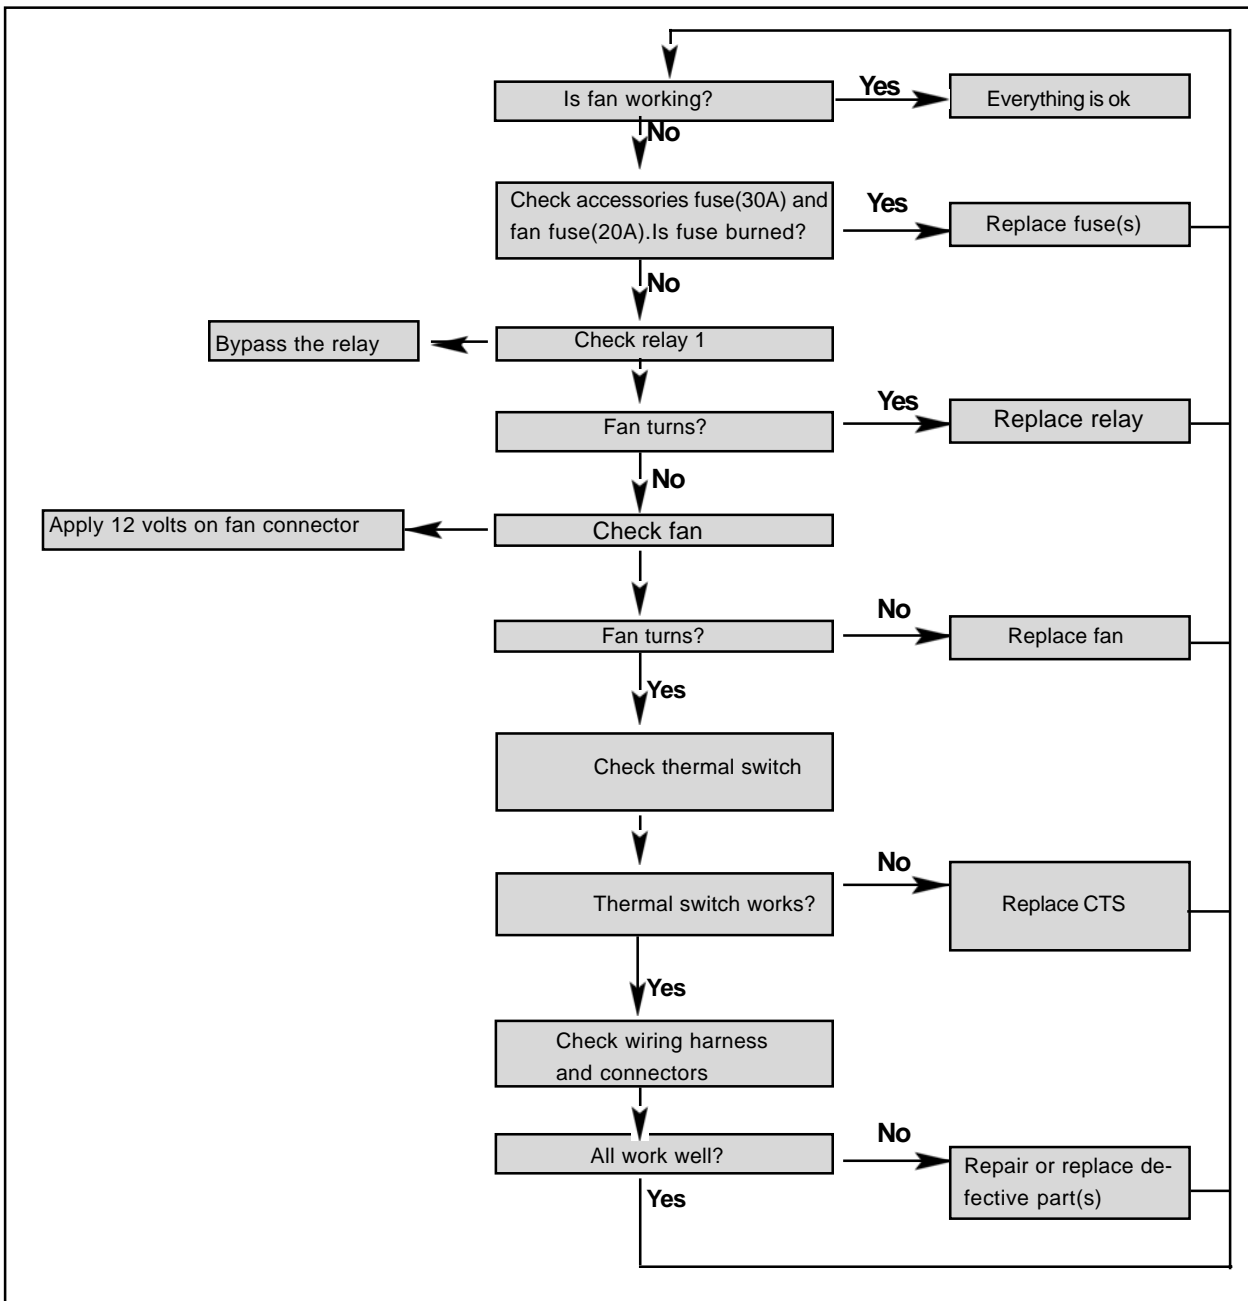 Is fan working?
Yes
Everything is ok
No
Check accessories fuse(30A) and
fan fuse(20A).Is fuse burned?
Yes
Replace fuse(s)
No
Bypass the relay
Check relay 1
Fan turns?
Yes
Replace relay
No
Apply 12 volts on fan connector
Check fan
Fan turns?
No
Replace fan
Yes
Check thermal switch
Thermal switch works?
No
Replace CTS
Yes
Check wiring harness
and connectors
All work well?
No
Repair or replace de-
fective part(s)
Yes